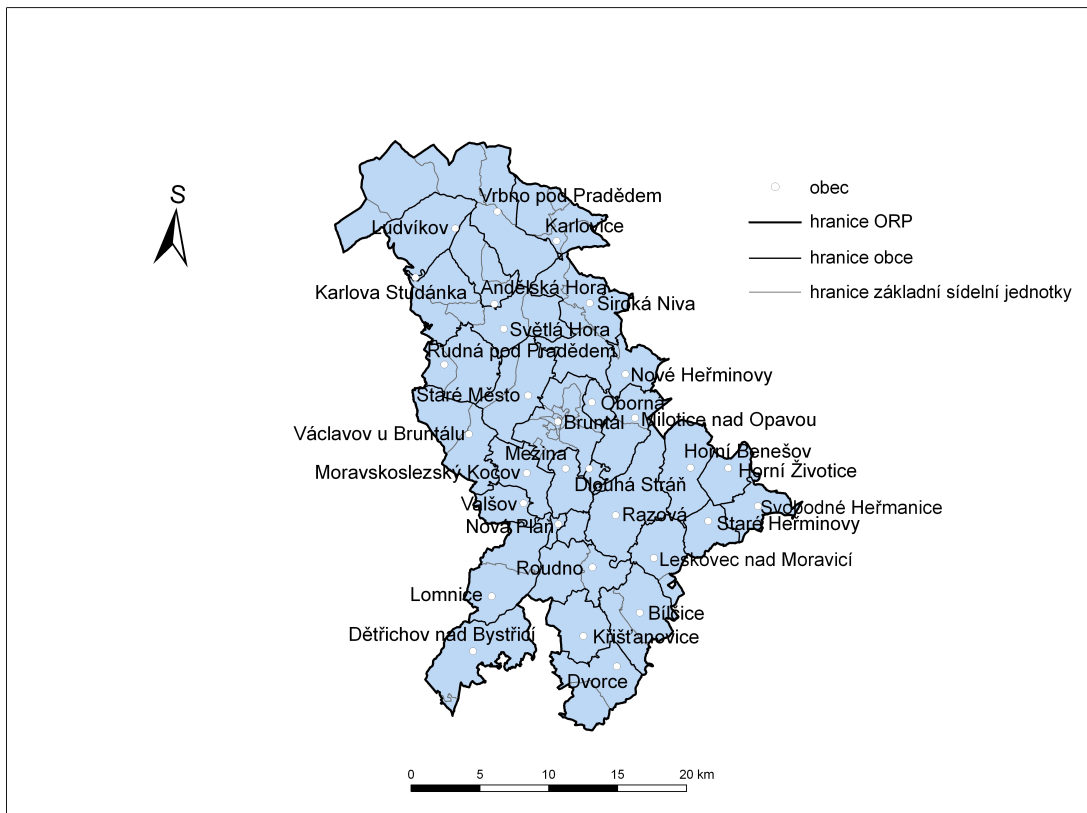 S
obec
hranice ORP
hranice obce
hranice základní sídelní jednotky
Vrbno pod Pradědem
Ludvíkov
Karlovice
Karlova Studánka
Andělská Hora
Široká Niva
Světlá Hora
Rudná pod Pradědem
Nové Heřminovy
Staré Město
Oborná
Milotice nad Opavou
Bruntál
Václavov u Bruntálu
Mezina
Horní Benešov
Moravskoslezský Kočov
Horní Životice
Dlouhá Stráň
Valšov
Svobodné Heřmanice
Razová
Staré Heřminovy
Nová Pláň
Leskovec nad Moravicí
Roudno
Lomnice
Bílčice
Dětřichov nad Bystřicí
Křišťanovice
Dvorce
0 5 10 15 20 km